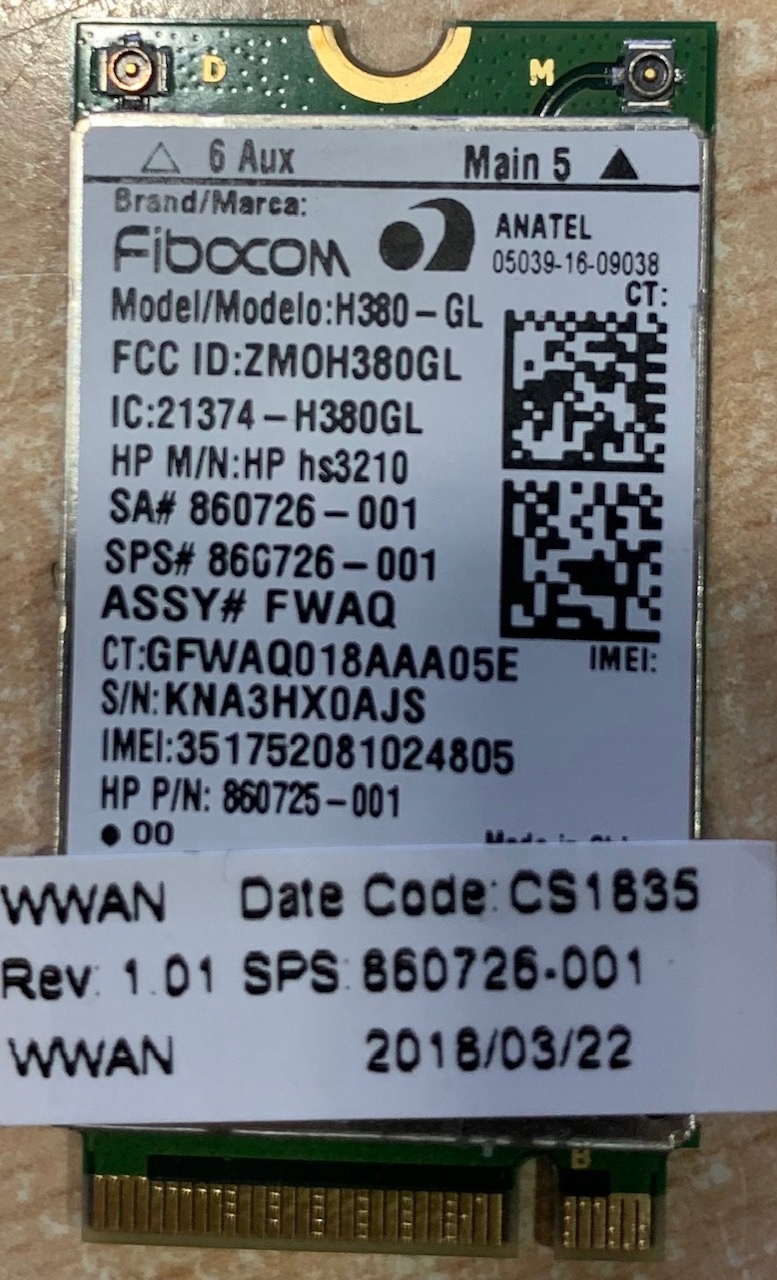 D M
6 Aux Main 5
Brand/Marca:
Fibocom
ANATEL
05039-16-09038
CT:
Model/Modelo:H380-GL
FCC ID:ZMOH380GL
IC:21374-H380GL
HP M/N:HP hs3210
SA# 860726-001
SPS# 860726-001
ASSY# FWAQ
CT:GFWAQ018AAA05E
IMEI:
S/N:KNA3HX0AJS
IMEI:351752081024805
HP P/N: 860725-001
00
Made in
WWAN Date Code: CS1835
Rev: 1.01 SPS: 860726-001
WWAN 2018/03/22
B